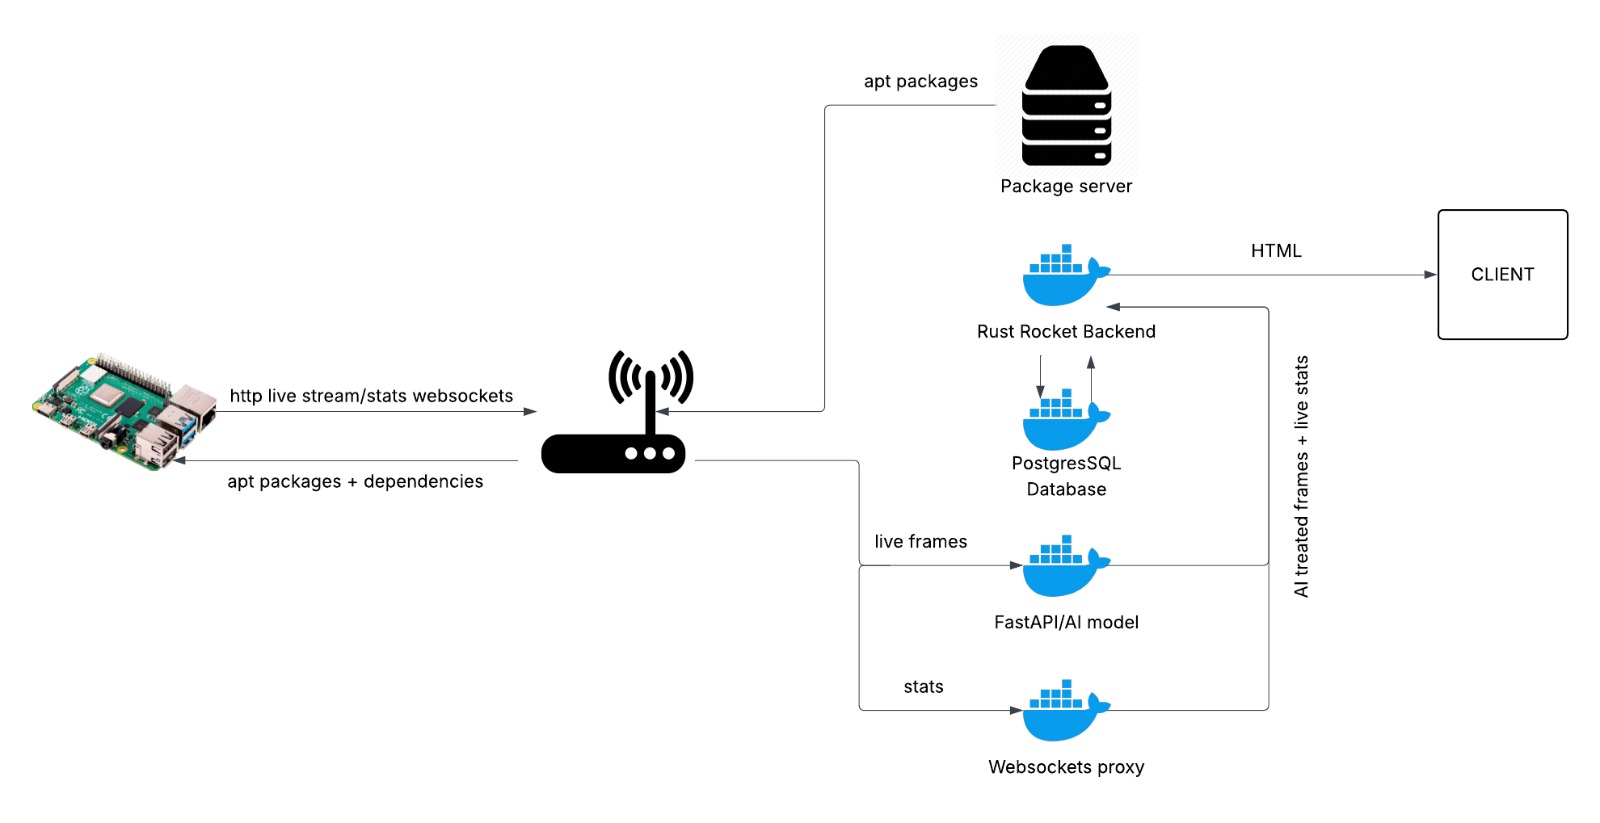 apt packages
Package server
HTML
CLIENT
Rust Rocket Backend
http live stream/stats websockets
apt packages + dependencies
PostgresSQL
Database
AI treated frames + live stats
live frames
FastAPI/AI model
stats
Websockets proxy